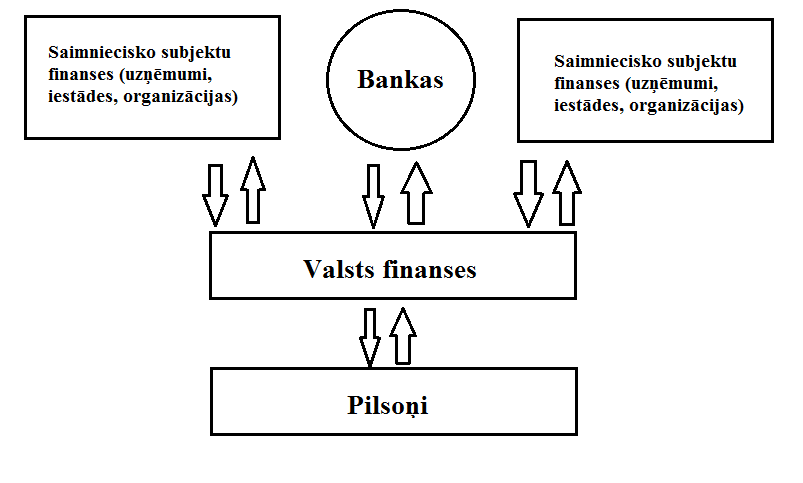 Saimniecisko subjektu
finanses (uzņēmumi,
iestādes, organizācijas)
Bankas
Saimniecisko subjektu
finanses (uzņēmumi,
iestādes, organizācijas)
Valsts finanses
Pilsoņi